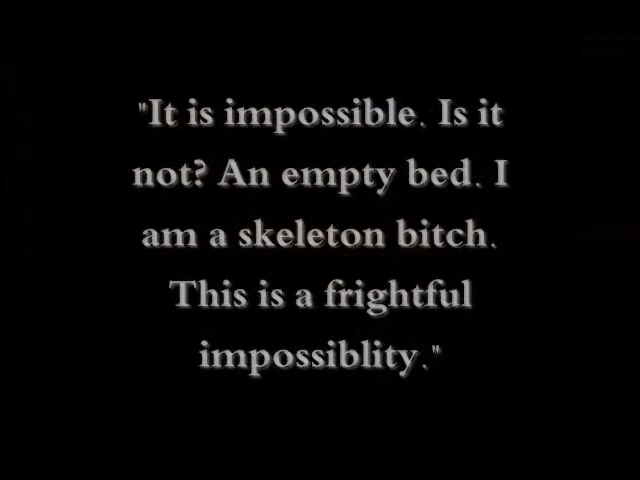 "It is impossible. Is it
not? An empty bed. I
am a skeleton bitch.
This is a frightful
impossiblity."